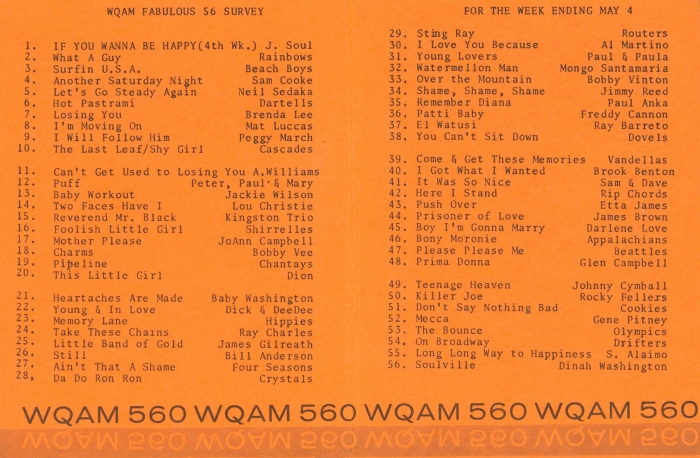 WQAM FABULOUS 56 SURVEY
1. IF YOU WANNA BE HAPPY(4th Wk.) J. Soul
2. What A Guy Rainbows
3. Surfin U.S.A. Beach Boys
4. Another Saturday Night Sam Cooke
5. Let's Go Steady Again Neil Sedaka
6. Hot Pastrami Dartells
7. Losing You Brenda Lee
8. I'm Moving On Mat Luccas
9. I Will Follow Him Peggy March
10. The Last Leaf/Shy Girl Cascades
11. Can't Get Used to Losing You A.Williams
12. Puff Peter, Paul & Mary
13. Baby Workout Jackie Wilson
14. Two Faces Have I Lou Christie
15. Reverend Mr. Black Kingston Trio
16. Foolish Little Girl Shirrelles
17. Mother Please JoAnn Campbell
18. Charms Bobby Vee
19. Pipeline Chantays
20. This Little Girl Dion
21. Heartaches Are Made Baby Washington
22. Young & In Love Dick & DeeDee
23. Memory Lane Hippies
24. Take These Chains Ray Charles
25. Little Band of Gold James Gilreath
26. Still Bill Anderson
27. Ain't That A Shame Four Seasons
28, Da Do Ron Ron Crystals
FOR THE WEEK ENDING MAY 4
29. Sting Ray Routers
30. I Love You Because Al Martino
31. Young Lovers Paul & Paula
32. Watermellon Man Mongo Santamaria
33. Over the Mountain Bobby Vinton
34. Shame, Shame, Shame Jimmy Reed
35. Remember Diana Paul Anka
36. Patti Baby Freddy Cannon
37. El Watusi Ray Barreto
38. You Can't Sit Down Dovels
39. Come & Get These Memories Vandellas
40. I Got What I Wanted Brook Benton
41. It Was So Nice Sam & Dave
42. Here I Stand Rip Chords
43. Push Over Etta James
44. Prisoner of Love James Brown
45. Boy I'm Gonna Marry Darlene Love
46. Bony Moronie Appalachians
47. Please Please Me Beattles
48. Prima Donna Glen Campbell
49. Teenage Heaven Johnny Cymball
50. Killer Joe Rocky Fellers
51. Don't Say Nothing Bad Cookies
52. Mecca Gene Pitney
53. The Bounce Olympics
54. On Broadway Drifters
55. Long Long Way to Happiness S. Alaimo
56. Soulville Dinah Washington
WQAM 560 WQAM 560 WQAM 560 WQAM 560
WQAM 560 WQAM 560 WQAM 560 WQAM 560